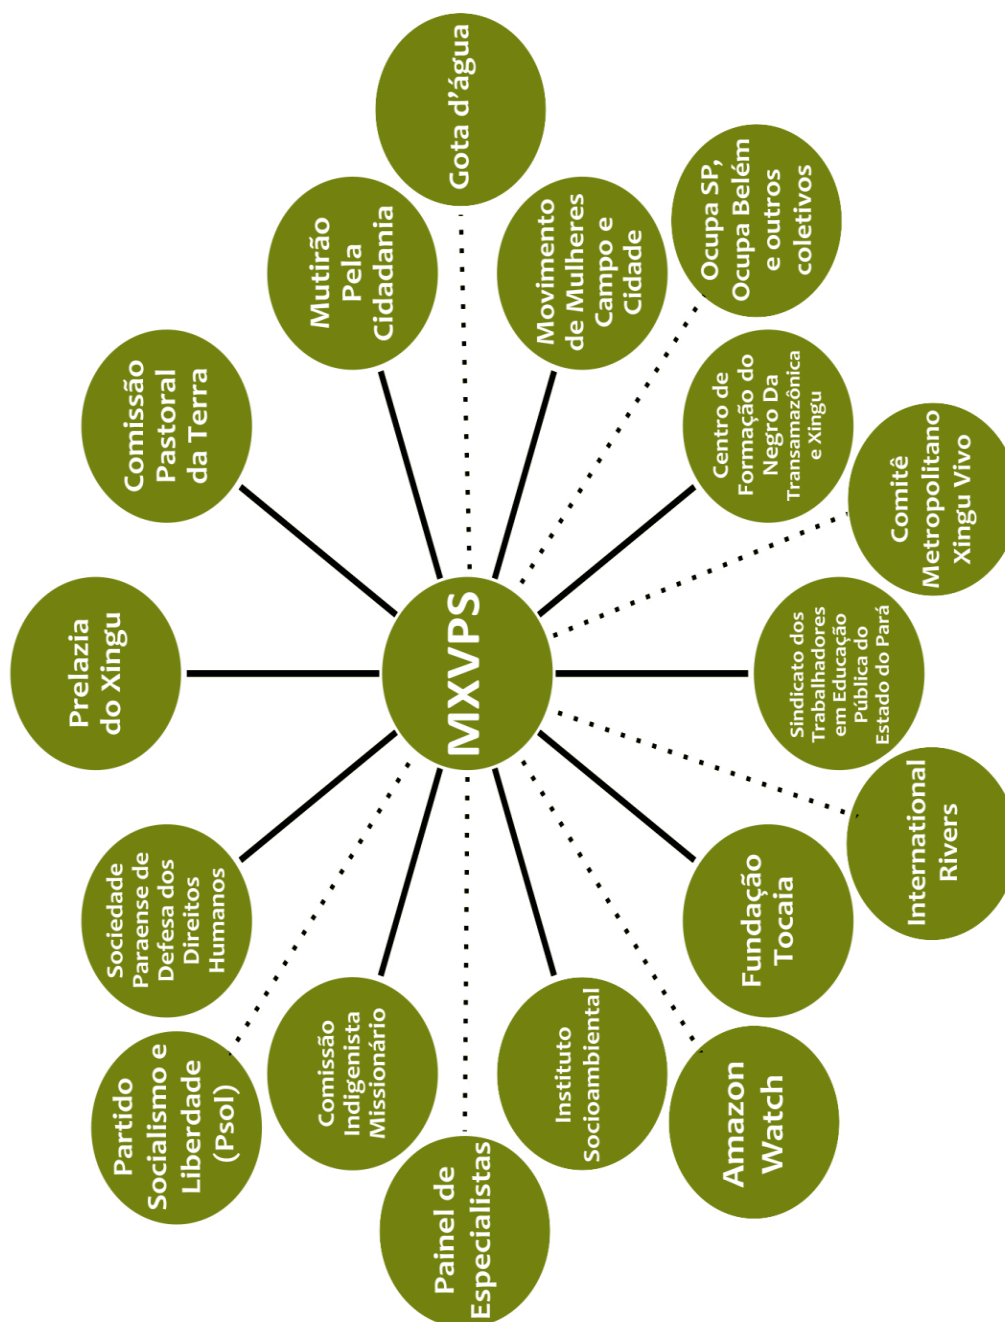 Gota d'água
Mutirão
Pela
Cidadania
Movimento
de Mulheres
Campo e
Cidade
Ocupa SP,
Ocupa Belém
e outros
coletivos
Comissão
Pastoral
da Terra
Centro de
Formação do
Negro Da
Transamazônica
e Xingu
Comitê
Metropolitano
Xingu Vivo
Prelazia
do Xingu
MXVPS
Sindicato dos
Trabalhadores
em Educação
Pública do
Estado do Pará
International
Rivers
Sociedade
Paraense de
Defesa dos
Direitos
Humanos
Fundação
Tocaia
Partido
Socialismo e
Liberdade
(Psol)
Comissão
Indigenista
Missionário
Instituto
Socioambiental
Amazon
Watch
Painel de
Especialistas